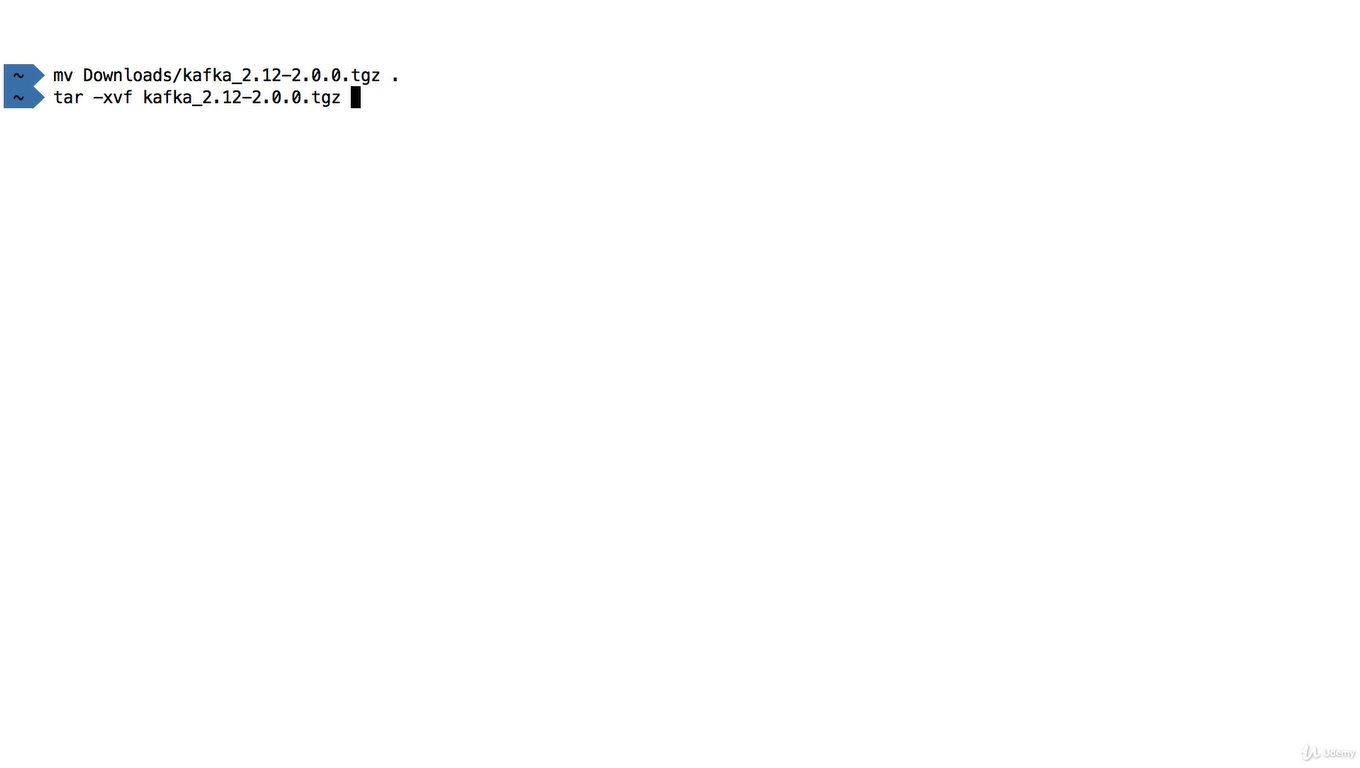 ~ mv Downloads/kafka_2.12-2.0.0.tgz .
~ tar -xvf kafka_2.12-2.0.0.tgz
Udemy